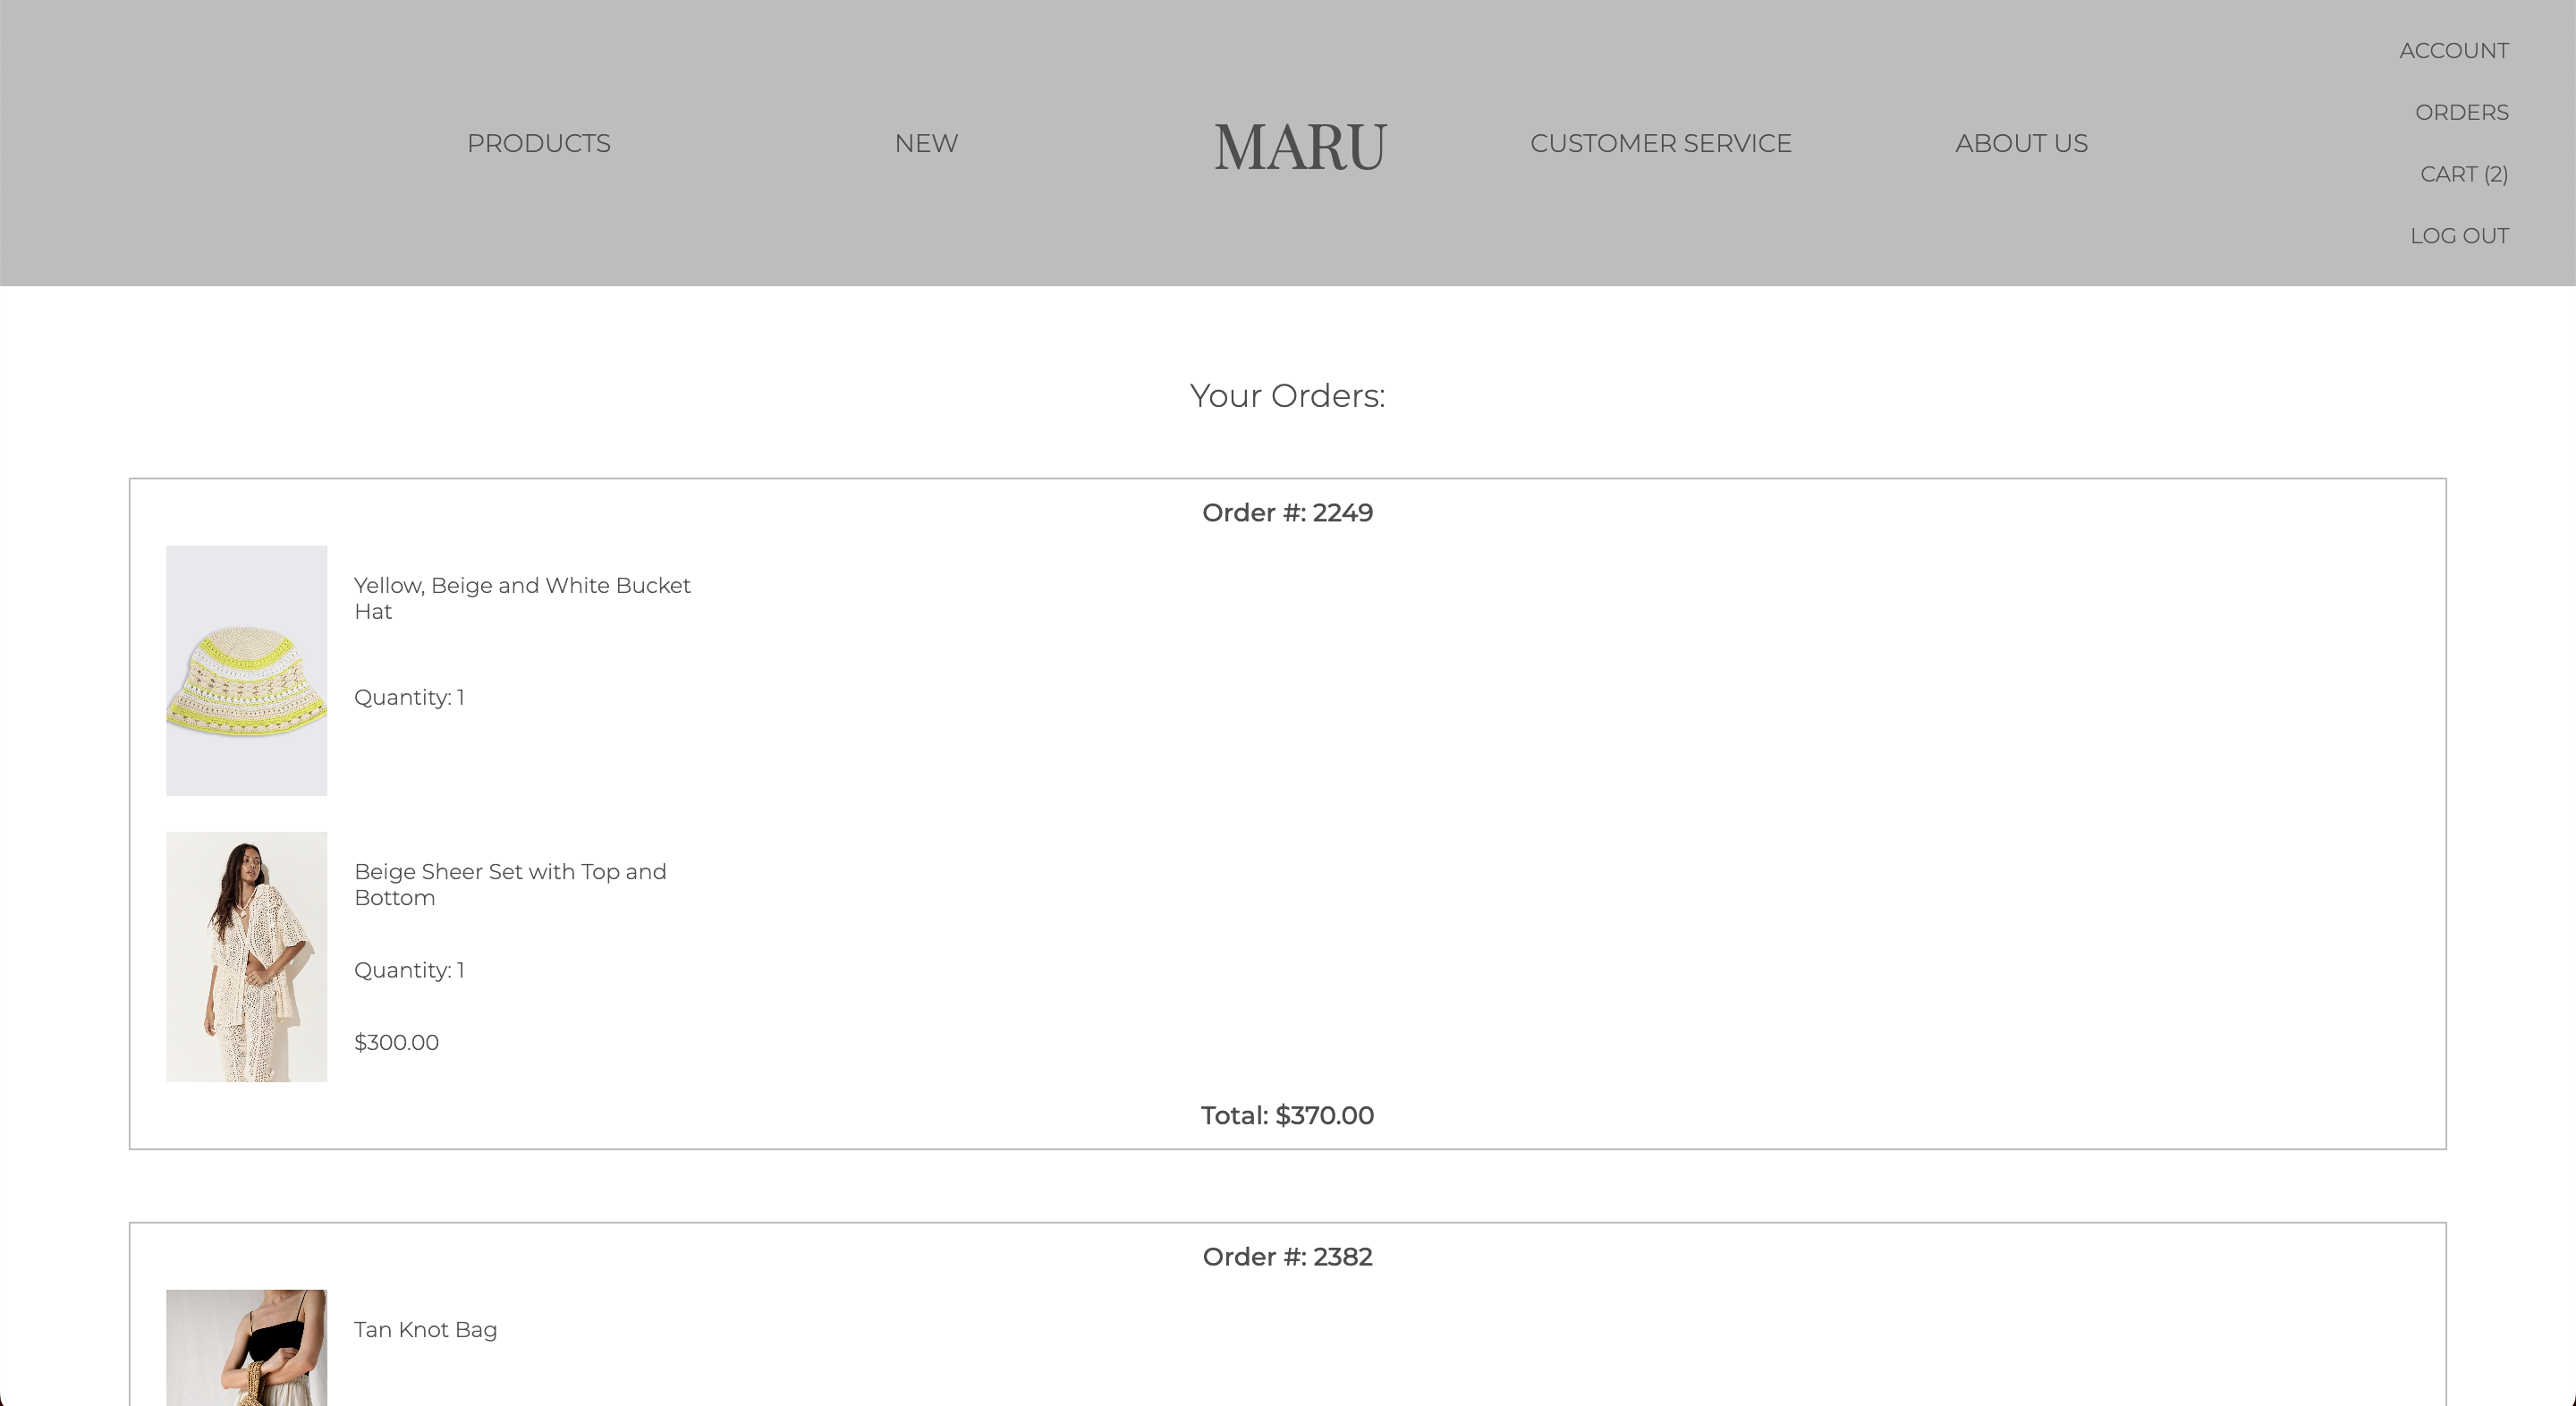 ACCOUNT
ORDERS
PRODUCTS
NEW
MARU
CUSTOMER SERVICE
ABOUT US
CART (2)
LOG OUT
Your Orders:
Order #: 2249
Yellow, Beige and White Bucket
Hat
Quantity: 1
Beige Sheer Set with Top and
Bottom
Quantity: 1
$300.00
Total: $370.00
Order #: 2382
Tan Knot Bag